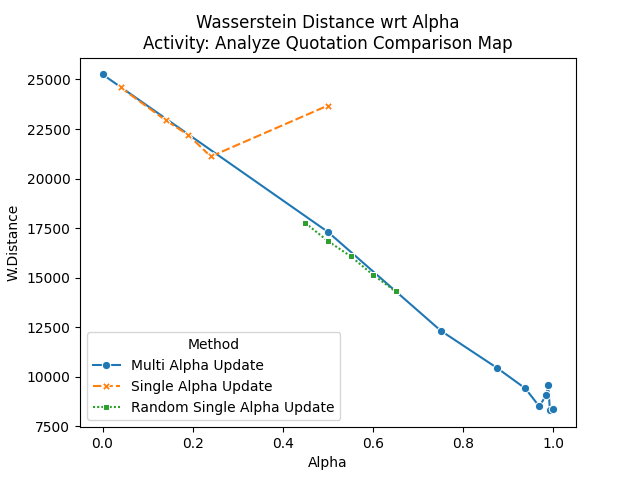 Wasserstein Distance wrt Alpha
Activity: Analyze Quotation Comparison Map
W.Distance
25000
22500
20000
17500
15000
12500
10000
7500
Method
Multi Alpha Update
Single Alpha Update
Random Single Alpha Update
0.0 0.2 0.4 0.6 0.8 1.0
Alpha